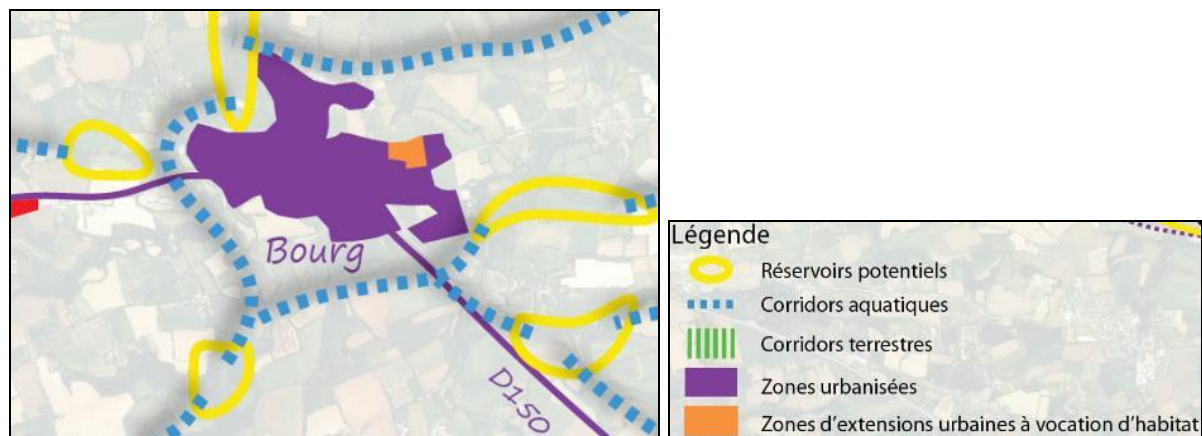 Bourg
D150
Légende
Réservoirs potentiels
Corridors aquatiques
Corridors terrestres
Zones urbanisées
Zones d'extensions urbaines à vocation d'habitat